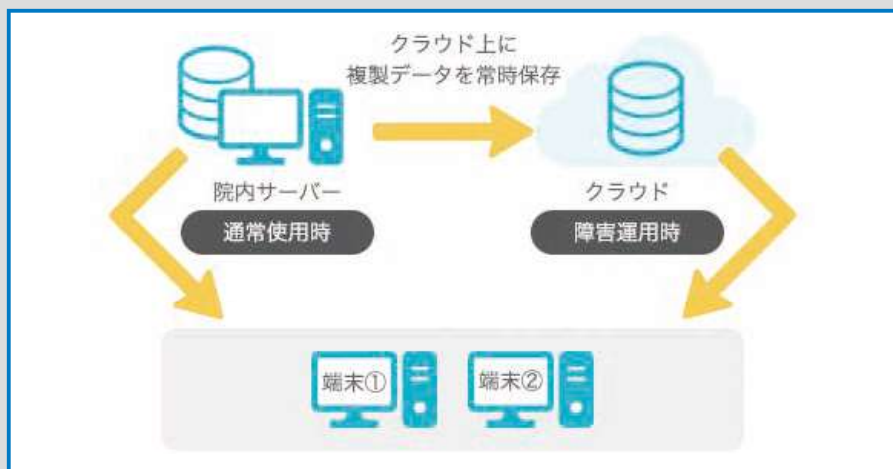 クラウド上に
複製データを常時保存
院内サーバー
クラウド
通常使用時
障害運用時
端末①
端末②